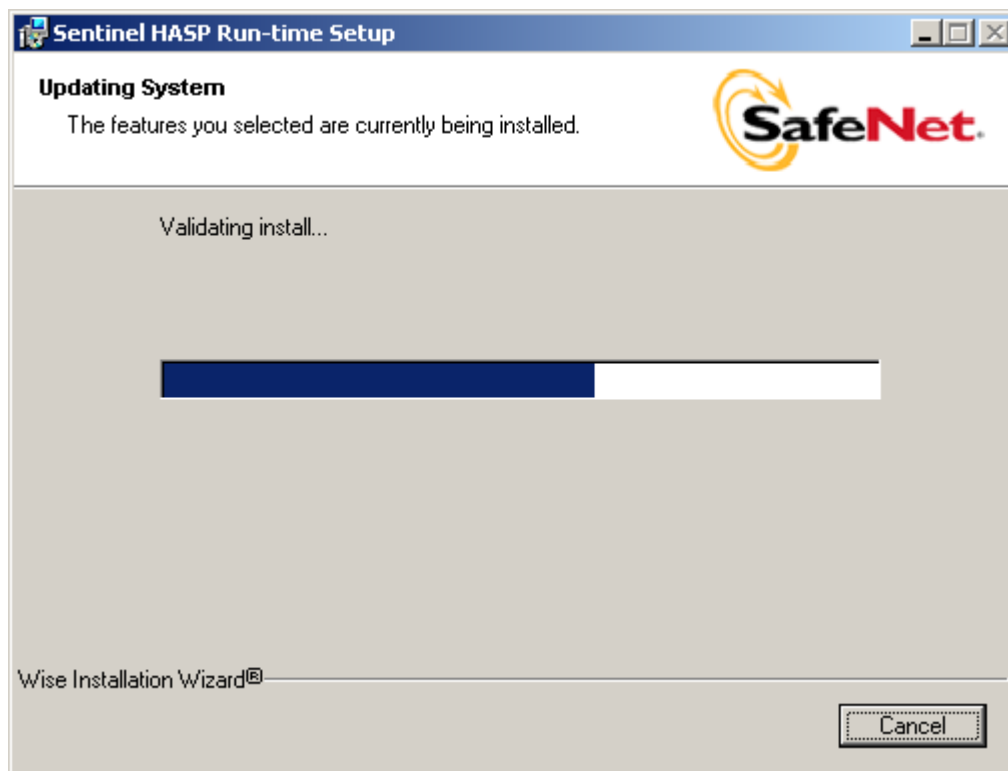 Sentinel HASP Run-time Setup
Updating System
The features you selected are currently being installed.
SafeNet.
Validating install...
Wise Installation Wizard®
Cancel